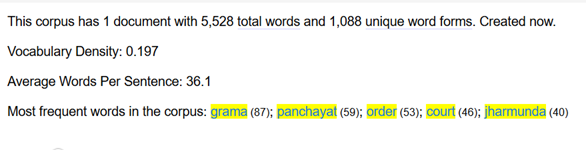 This corpus has 1 document with 5,528 total words and 1,088 unique word forms. Created now.
Vocabulary Density: 0.197
Average Words Per Sentence: 36.1
Most frequent words in the corpus: grama (87); panchayat (59); order (53); court (46); jharmunda (40)